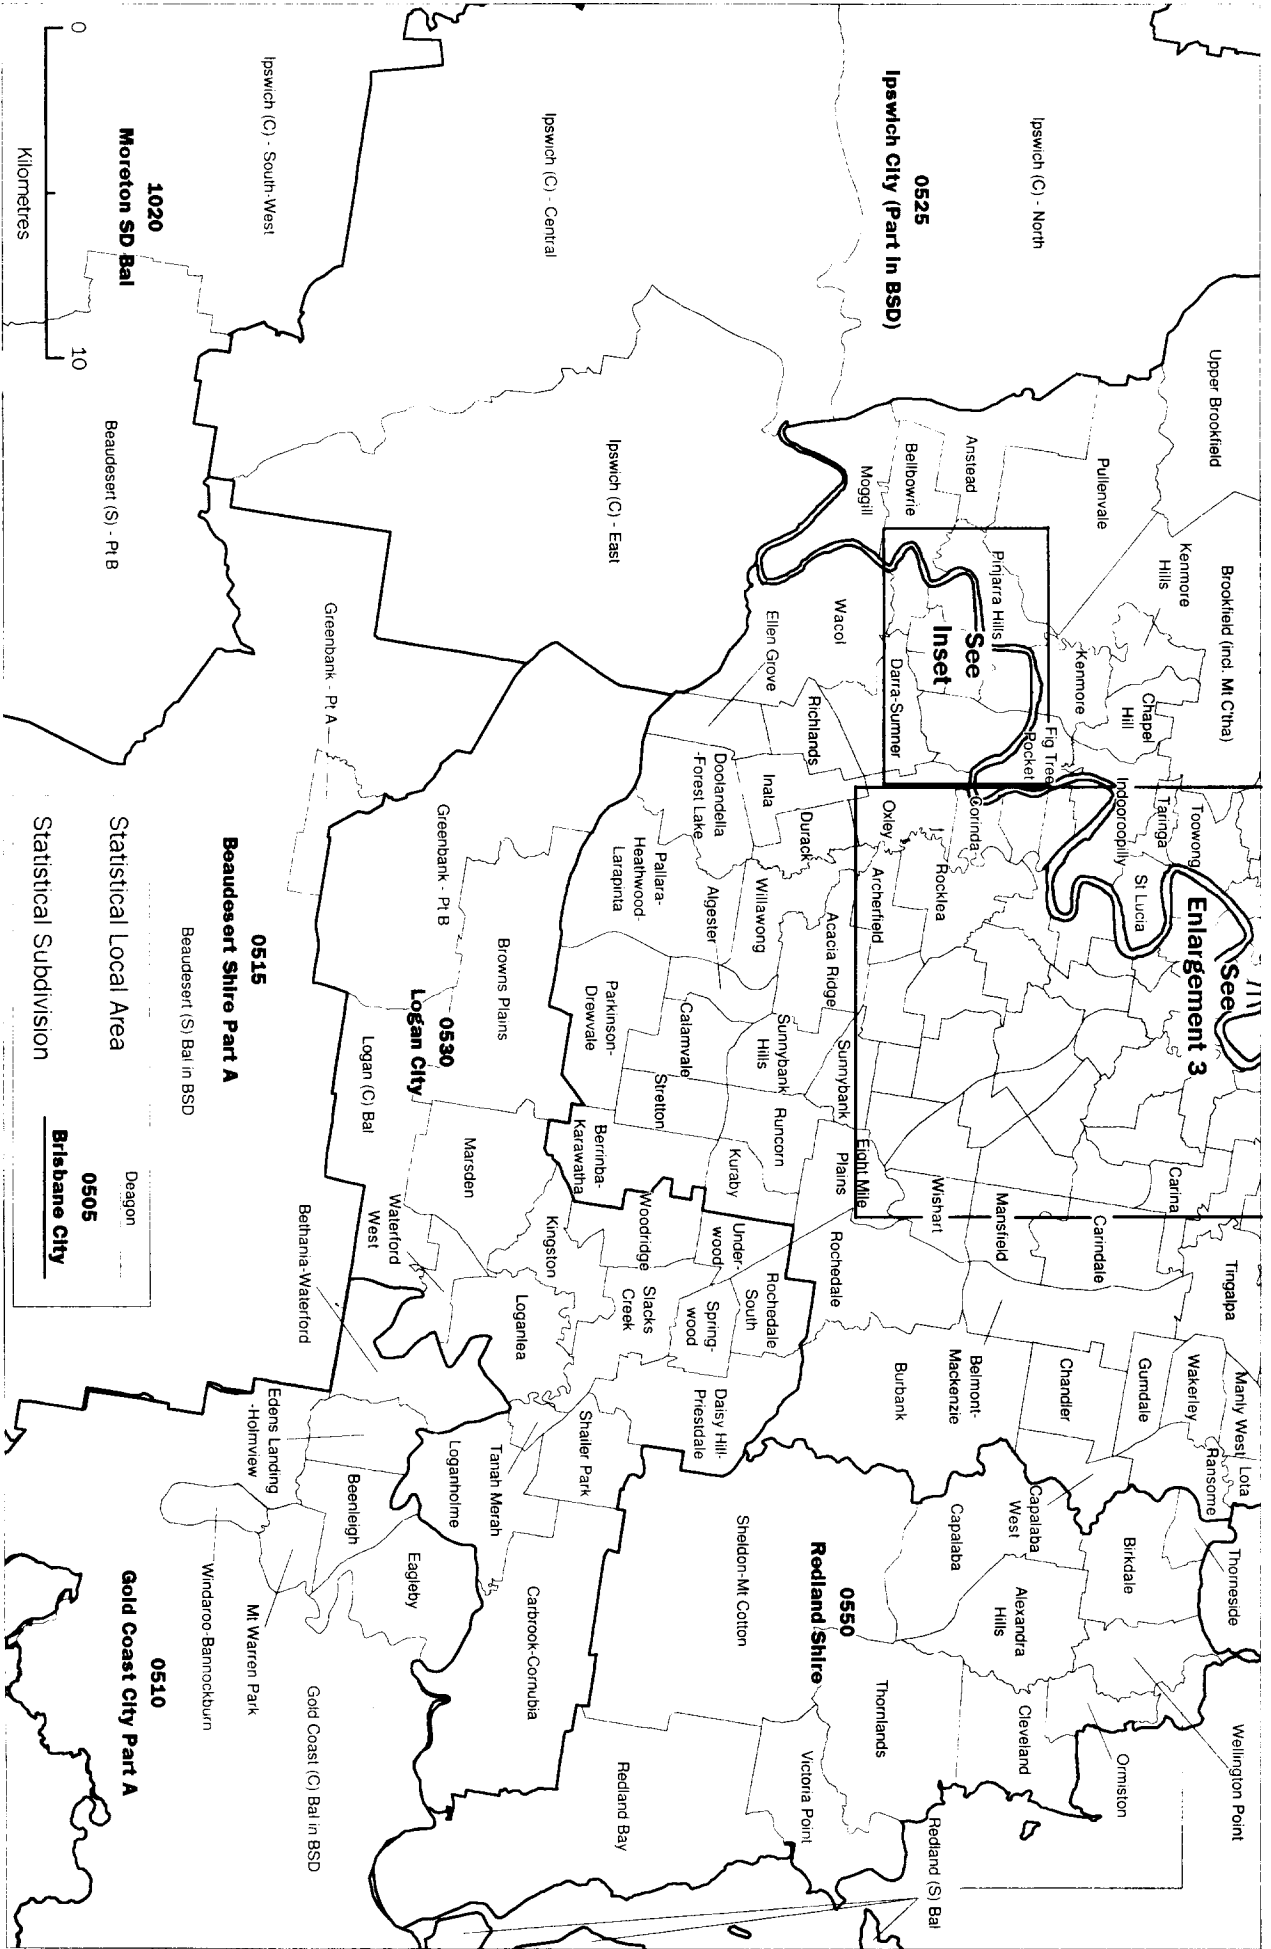 Upper Brookfield
Brookfield (incl. Mt C'tha)
Toowong
See
Enlargement 3
Tingalpa
Manly West
Lota
Ransome
Thorneside
Wellington Point
Kenmore
Hills
Chapel
Hill
Taringa
Indooroopilly
St Lucia
Carina
Wakerley
Gumdale
Birkdale
Ormiston
Pullenvale
Kenmore
Fig Tree
Pocket
Carindale
Chandler
Capalaba
West
Alexandra
Hills
Cleveland
Ipswich (C) - North
Anstead
Pinjarra Hills
See
Inset
Corinda
Rocklea
Mansfield
Wishart
Belmont-
Mackenzie
Capalaba
Redland (S) Bal
0525
Ipswich City (Part in BSD)
Bellbowrie
Moggill
Darra-Sumner
Oxley
Archerfield
Eight Mile
Plains
Burbank
Thornlands
Wacol
Richlands
Durack
Acacia Ridge
Sunnybank
Rochedale
0550
Redland Shire
Victoria Point
Ellen Grove
Inala
Willawong
Sunnybank
Hills
Runcorn
Rochedale
South
Doolandella
-Forest Lake
Algester
Kuraby
Under-
wood
Spring-
wood
Daisy Hill-
Priestdale
Sheldon-Mt Cotton
Ipswich (C) - Central
Ipswich (C) - East
Pallara-
Heathwood-
Larapinta
Calamvale
Stretton
Parkinson-
Drewvale
Berrinba-
Karawatha
Woodridge
Slacks
Creek
Shailer Park
Redland Bay
Browns Plains
Kingston
Loganlea
Tanah Merah
Carbrook-Cornubia
Greenbank - Pt B
0530
Logan City
Marsden
Loganholme
Eagleby
Greenbank - Pt A
Logan (C) Bal
Waterford
West
Bethania-Waterford
Beenleigh
Edens Landing
-Holmview
Gold Coast (C) Bal in BSD
Mt Warren Park
Windaroo-Bannockburn
Ipswich (C) - South-West
0515
Beaudesert Shire Part A
Beaudesert (S) Bal in BSD
1020
Moreton SD Bal
Beaudesert (S) - Pt B
0510
Gold Coast City Part A
0
10
Kilometres
Statistical Local Area
Deagon
Statistical Subdivision
0505
Brisbane City